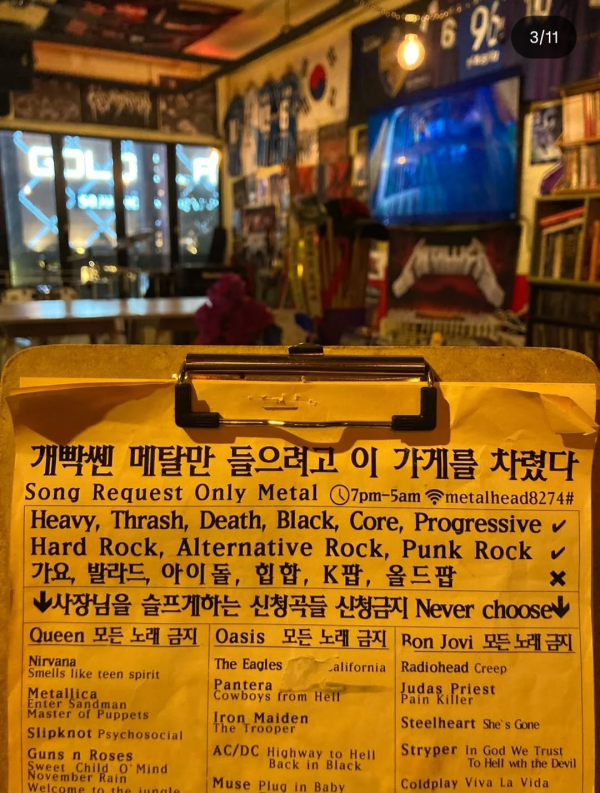 3/11
96
METALLICA
개빡쎈 메탈만 들으려고 이 가게를 차렸다
Song Request Only Metal 7pm-5am metalhead8274#
Heavy, Thrash, Death, Black, Core, Progressive ✔
Hard Rock, Alternative Rock, Punk Rock ✔
가요, 발라드, 아이돌, 힙합, K팝, 올드팝 ✖
↓사장님을 슬프게하는 신청곡들 신청금지 Never choose↓
Queen 모든 노래 금지
Nirvana
Smells like teen spirit
Metallica
Enter Sandman
Master of Puppets
Slipknot Psychosocial
Guns n Roses
Sweet Child O`Mind
November Rain
Welcome to the jungle
Oasis 모든 노래 금지
The Eagles alifornia
Pantera
Cowboys from Hell
Iron Maiden
The Trooper
AC/DC Highway to Hell
Back in Black
Muse Plug in Baby
Bon Jovi 모든 노래 금지
Radiohead Creep
Judas Priest
Pain Killer
Steelheart She`s Gone
Stryper In God We Trust
To Hell wth the Devil
Coldplay Viva La Vida